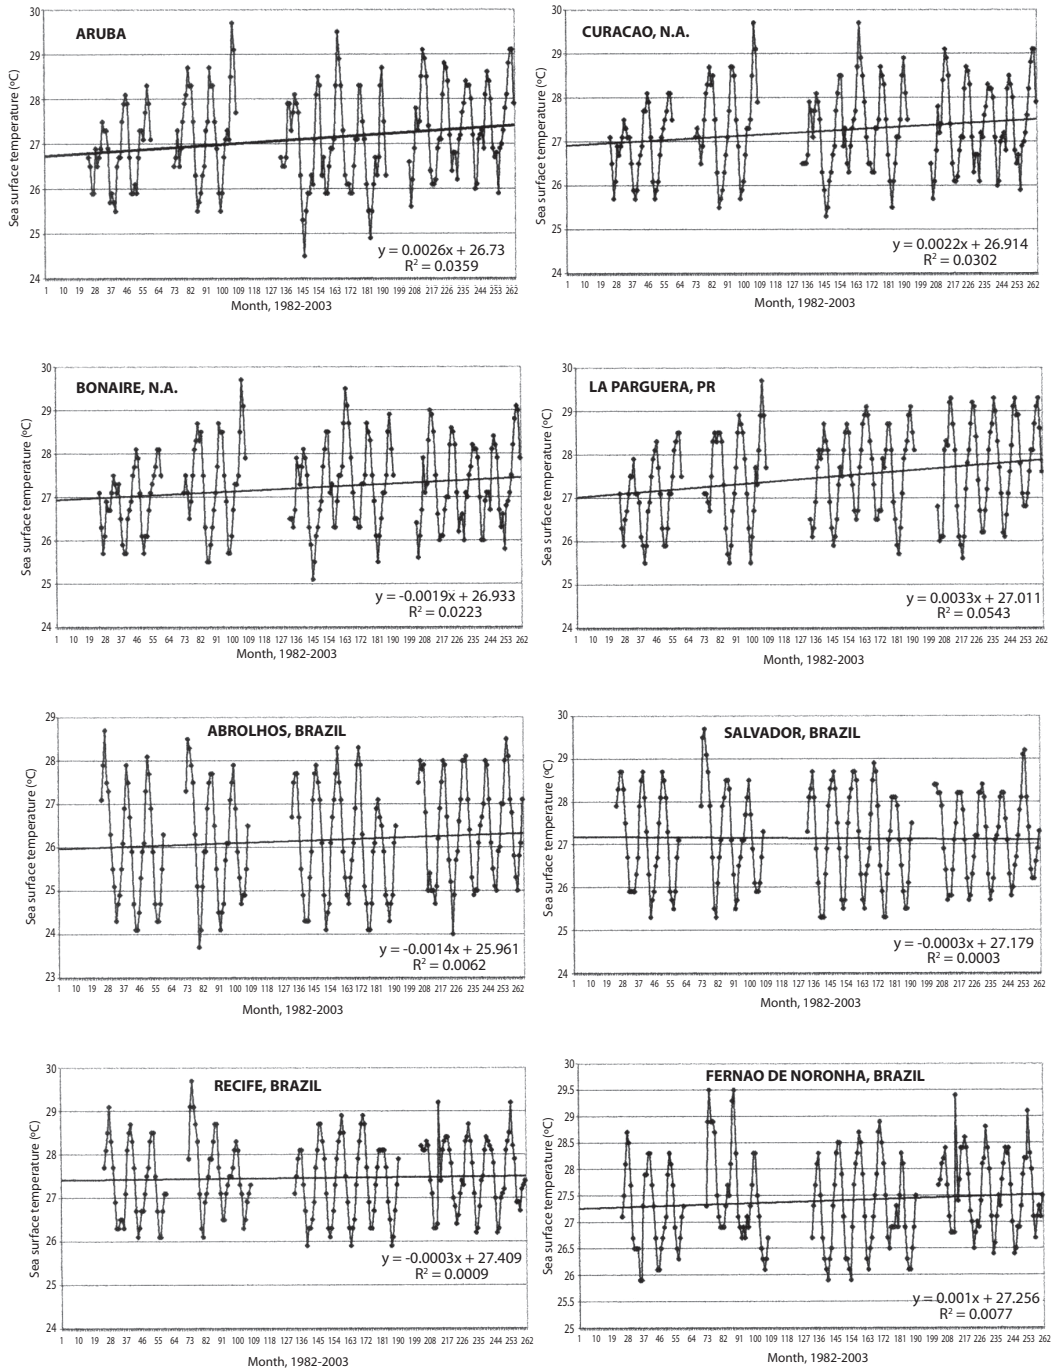 ARUBA
Sea surface temperature (ºC)
30
29
28
27
26
25
24
y = 0.0026x + 26.73
R² = 0.0359
1 10 19 28 37 46 55 64 73 82 91 100 109 118 127 136 145 154 163 172 181 190 199 208 217 226 235 244 253 262
Month, 1982-2003
CURACAO, N.A.
Sea surface temperature (ºC)
30
29
28
27
26
25
24
y = 0.0022x + 26.914
R² = 0.0302
1 10 19 28 37 46 55 64 73 82 91 100 109 118 127 136 145 154 163 172 181 190 199 208 217 226 235 244 253 262
Month, 1982-2003
BONAIRE, N.A.
Sea surface temperature (ºC)
30
29
28
27
26
25
24
y = -0.0019x + 26.933
R² = 0.0223
1 10 19 28 37 46 55 64 73 82 91 100 109 118 127 136 145 154 163 172 181 190 199 208 217 226 235 244 253 262
Month, 1982-2003
LA PARGUERA, PR
Sea surface temperature (ºC)
30
29
28
27
26
25
24
y = 0.0033x + 27.011
R² = 0.0543
1 10 19 28 37 46 55 64 73 82 91 100 109 118 127 136 145 154 163 172 181 190 199 208 217 226 235 244 253 262
Month, 1982-2003
ABROLHOS, BRAZIL
Sea surface temperature (ºC)
29
28
27
26
25
24
23
y = -0.0014x + 25.961
R² = 0.0062
1 10 19 28 37 46 55 64 73 82 91 100 109 118 127 136 145 154 163 172 181 190 199 208 217 226 235 244 253 262
Month, 1982-2003
SALVADOR, BRAZIL
Sea surface temperature (ºC)
30
29
28
27
26
25
24
y = -0.0003x + 27.179
R² = 0.0003
1 10 19 28 37 46 55 64 73 82 91 100 109 118 127 136 145 154 163 172 181 190 199 208 217 226 235 244 253 262
Month, 1982-2003
RECIFE, BRAZIL
Sea surface temperature (ºC)
30
29
28
27
26
25
24
y = -0.0003x + 27.409
R² = 0.0009
1 10 19 28 37 46 55 64 73 82 91 100 109 118 127 136 145 154 163 172 181 190 199 208 217 226 235 244 253 262
Month, 1982-2003
FERNAO DE NORONHA, BRAZIL
Sea surface temperature (ºC)
30
29.5
29
28.5
28
27.5
27
26.5
26
25.5
25
y = 0.001x + 27.256
R² = 0.0077
1 10 19 28 37 46 55 64 73 82 91 100 109 118 127 136 145 154 163 172 181 190 199 208 217 226 235 244 253 262
Month, 1982-2003